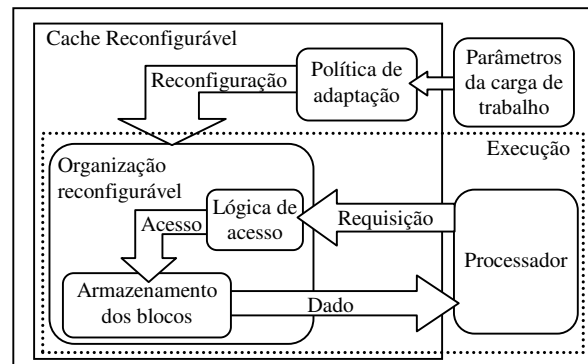 Cache Reconfigurável
Política de
adaptação
Parâmetros
da carga de
trabalho
Reconfiguração
Execução
Organização
reconfigurável
Lógica de
acesso
Requisição
Acesso
Processador
Armazenamento
dos blocos
Dado